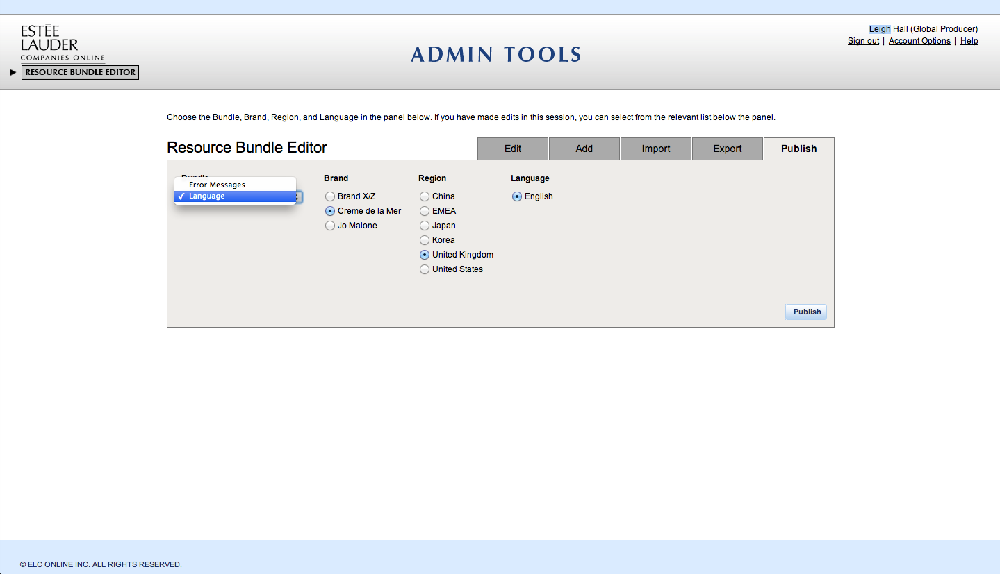 ESTĒE
LAUDER
COMPANIES ONLINE
RESOURCE BUNDLE EDITOR
ADMIN TOOLS
Leigh Hall (Global Producer)
Sign out | Account Options | Help
Choose the Bundle, Brand, Region, and Language in the panel below. If you have made edits in this session, you can select from the relevant list below the panel.
Resource Bundle Editor
Edit
Add
Import
Export
Publish
Bundle
Error Messages
✓ Language
Brand
Brand X/Z
Creme de la Mer
Jo Malone
Region
China
EMEA
Japan
Korea
United Kingdom
United States
Language
English
Publish
© ELC ONLINE INC. ALL RIGHTS RESERVED.